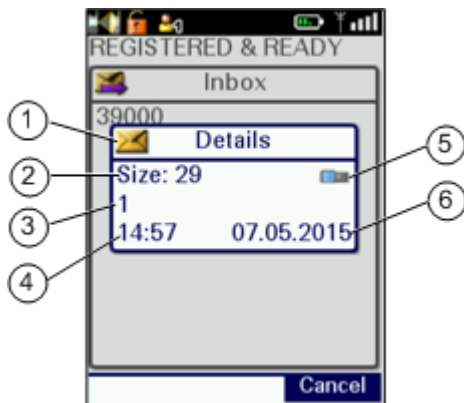 REGISTERED & READY
Inbox
39000
1
Details
2
Size: 29
5
3
1
6
4
14:57 07.05.2015
Cancel